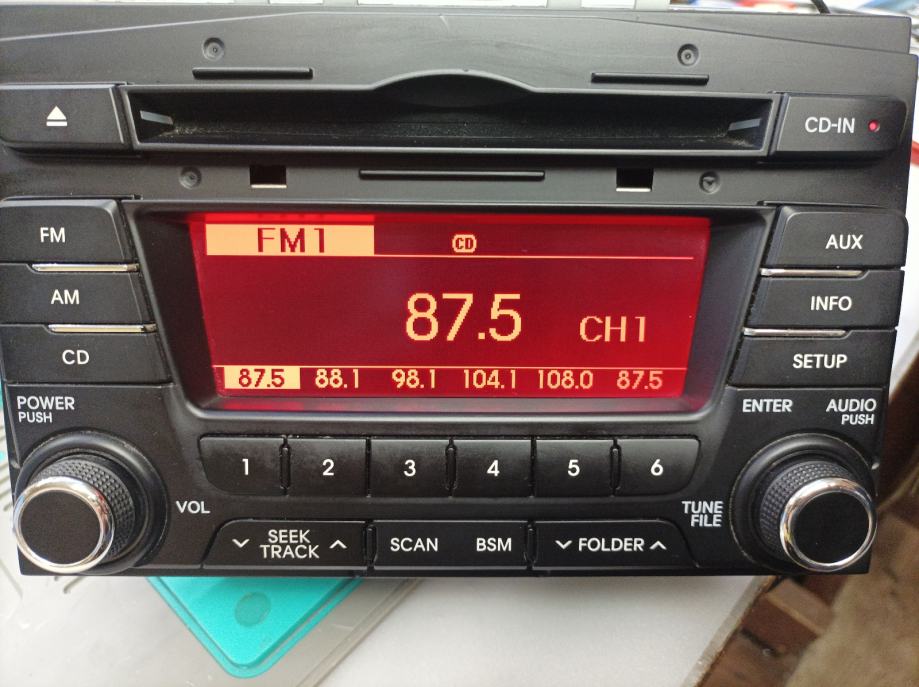 CD-IN
FM
AM
CD
FM1 CD
87.5 CH1
87.5 88.1 98.1 104.1 108.0 87.5
AUX
INFO
SETUP
POWER
PUSH
ENTER
AUDIO
PUSH
1 2 3 4 5 6
VOL
TUNE
FILE
SEEK
TRACK
SCAN BSM
FOLDER